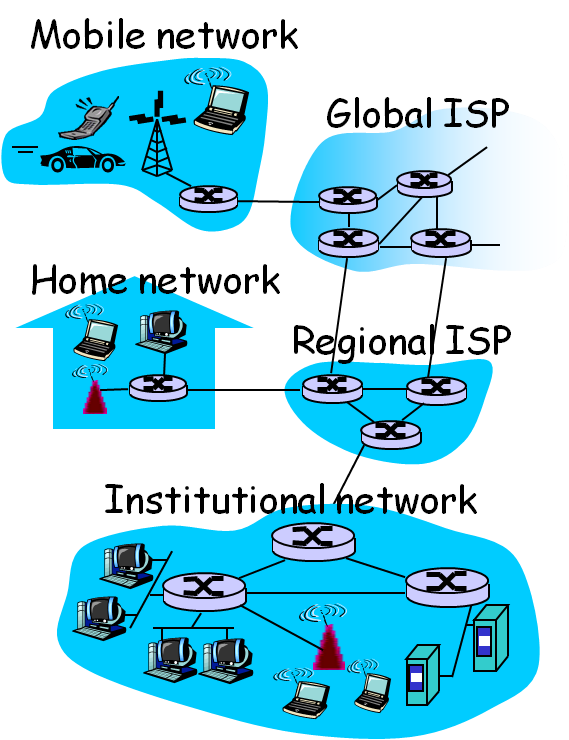 Mobile network
Global ISP
Home network
Regional ISP
Institutional network